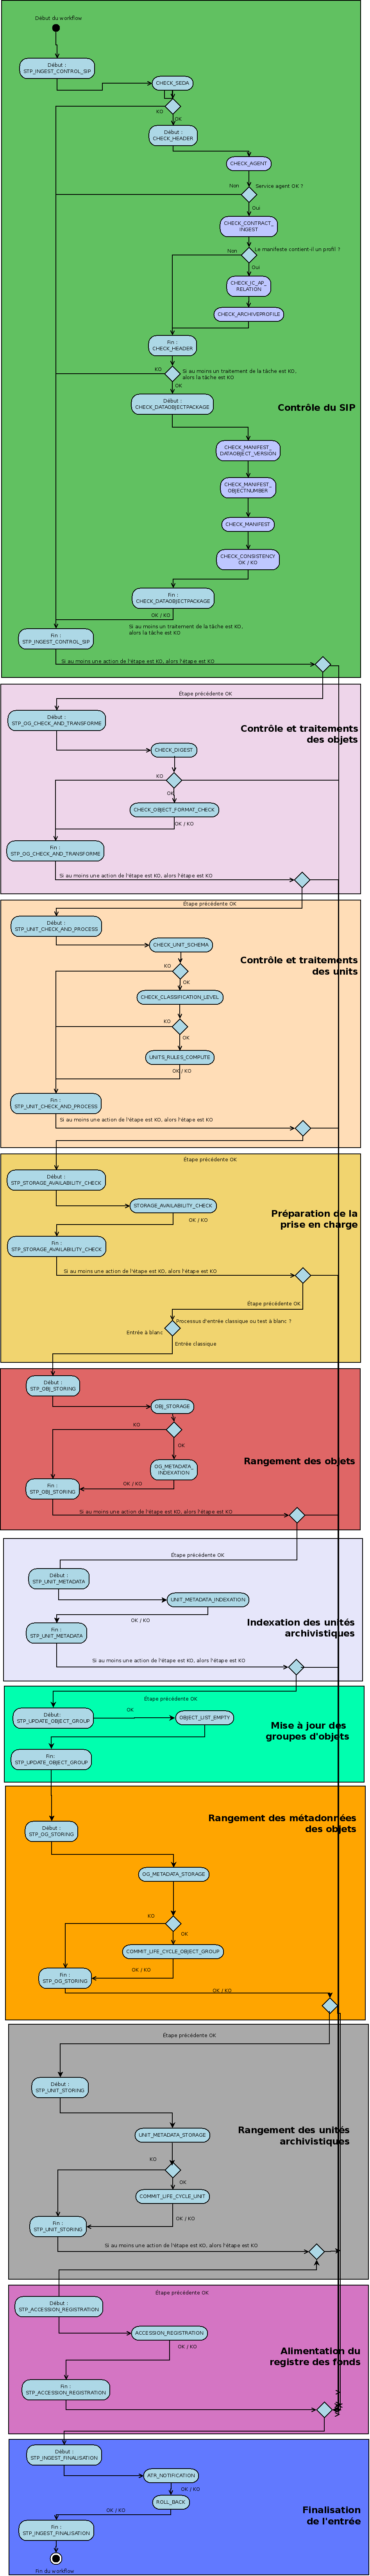 Début du workflow
Début :
STP_INGEST_CONTROL_SIP
CHECK_SEDA
KO
OK
Début :
CHECK_HEADER
CHECK_AGENT
Non
Service agent OK ?
Oui
CHECK_CONTRACT_
INGEST
Non
Le manifeste contient-il un profil ?
Oui
CHECK_IC_AP_
RELATION
CHECK_ARCHIVEPROFILE
Fin :
CHECK_HEADER
KO
Si au moins un traitement de la tâche est KO,
alors la tâche est KO
OK
Début :
CHECK_DATAOBJECTPACKAGE
Contrôle du SIP
CHECK_MANIFEST_
DATAOBJECT_VERSION
CHECK_MANIFEST_
OBJECTNUMBER
CHECK_MANIFEST
CHECK_CONSISTENCY
OK / KO
Fin :
CHECK_DATAOBJECTPACKAGE
OK / KO
Si au moins un traitement de la tâche est KO,
alors la tâche est KO
Fin :
STP_INGEST_CONTROL_SIP
Si au moins une action de l'étape est KO, alors l'étape est KO
Étape précédente OK
Début :
STP_OG_CHECK_AND_TRANSFORME
Contrôle et traitements
des objets
CHECK_DIGEST
KO
OK
CHECK_OBJECT_FORMAT_CHECK
OK / KO
Fin :
STP_OG_CHECK_AND_TRANSFORME
Si au moins une action de l'étape est KO, alors l'étape est KO
Étape précédente OK
Début :
STP_UNIT_CHECK_AND_PROCESS
CHECK_UNIT_SCHEMA
Contrôle et traitements
des units
KO
OK
CHECK_CLASSIFICATION_LEVEL
KO
OK
UNITS_RULES_COMPUTE
OK / KO
Fin :
STP_UNIT_CHECK_AND_PROCESS
Si au moins une action de l'étape est KO, alors l'étape est KO
Étape précédente OK
Début :
STP_STORAGE_AVAILABILITY_CHECK
STORAGE_AVAILABILITY_CHECK
OK / KO
Préparation de la
prise en charge
Fin :
STP_STORAGE_AVAILABILITY_CHECK
Si au moins une action de l'étape est KO, alors l'étape est KO
Étape précédente OK
Processus d'entrée classique ou test à blanc ?
Entrée à blanc
Entrée classique
Début :
STP_OBJ_STORING
OBJ_STORAGE
KO
OK
Rangement des objets
OG_METADATA_
INDEXATION
OK / KO
Fin :
STP_OBJ_STORING
Si au moins une action de l'étape est KO, alors l'étape est KO
Étape précédente OK
Début :
STP_UNIT_METADATA
UNIT_METADATA_INDEXATION
OK / KO
Indexation des unités
archivistiques
Fin :
STP_UNIT_METADATA
Si au moins une action de l'étape est KO, alors l'étape est KO
Étape précédente OK
Début:
STP_UPDATE_OBJECT_GROUP
OK
OBJECT_LIST_EMPTY
Mise à jour des
groupes d'objets
Fin:
STP_UPDATE_OBJECT_GROUP
Rangement des métadonnées
des objets
Début :
STP_OG_STORING
OG_METADATA_STORAGE
KO
OK
COMMIT_LIFE_CYCLE_OBJECT_GROUP
OK / KO
Fin :
STP_OG_STORING
OK / KO
Étape précédente OK
Début :
STP_UNIT_STORING
UNIT_METADATA_STORAGE
Rangement des unités
archivistiques
KO
OK
COMMIT_LIFE_CYCLE_UNIT
OK / KO
Fin :
STP_UNIT_STORING
Si au moins une action de l'étape est KO, alors l'étape est KO
Étape précédente OK
Début :
STP_ACCESSION_REGISTRATION
ACCESSION_REGISTRATION
OK / KO
Alimentation du
registre des fonds
Fin :
STP_ACCESSION_REGISTRATION
Début :
STP_INGEST_FINALISATION
ATR_NOTIFICATION
OK / KO
ROLL_BACK
OK / KO
Finalisation
de l'entrée
Fin :
STP_INGEST_FINALISATION
Fin du workflow